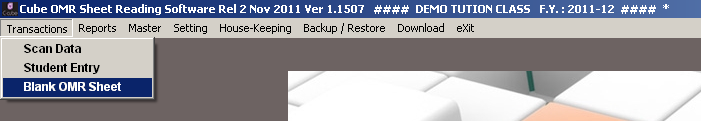 Cube OMR Sheet Reading Software Rel 2 Nov 2011 Ver 1.1507 #### DEMO TUTION CLASS F.Y. : 2011-12 #### *
Transactions Reports Master Setting House-Keeping Backup / Restore Download eXit
Scan Data
Student Entry
Blank OMR Sheet